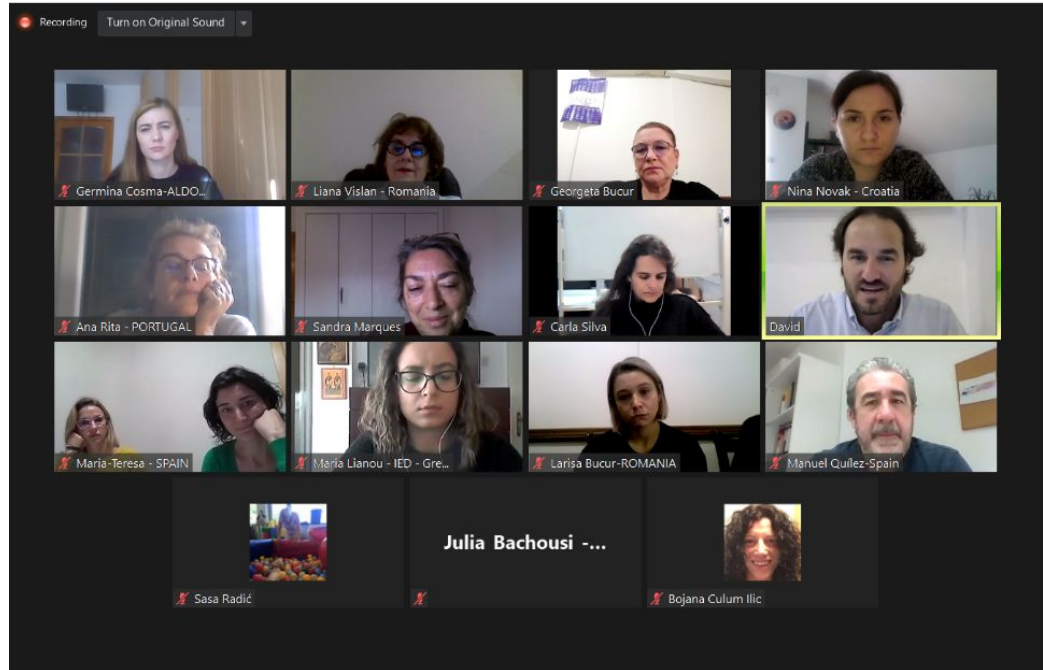 Recording
Turn on Original Sound
Germina Cosma-ALDO...
Liana Vislan - Romania
Georgeta Bucur
Nina Novak - Croatia
Ana Rita - PORTUGAL
Sandra Marques
Carla Silva
David
Maria-Teresa - SPAIN
Maria Lianou - IED - Gre...
Larisa Bucur-ROMANIA
Manuel Quílez-Spain
Julia Bachousi -...
Sasa Radić
Bojana Culum Ilic